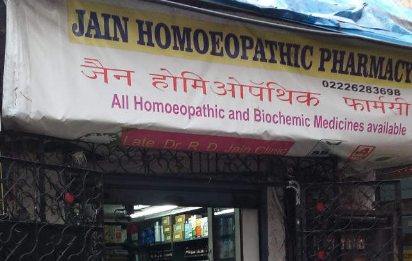 JAIN HOMOEOPATHIC PHARMACY
02226283698
जैन होमिओपॅथिक फार्मसी
All Homoeopathic and Biochemic Medicines available
Late. Dr. R. D. Jain Clinic